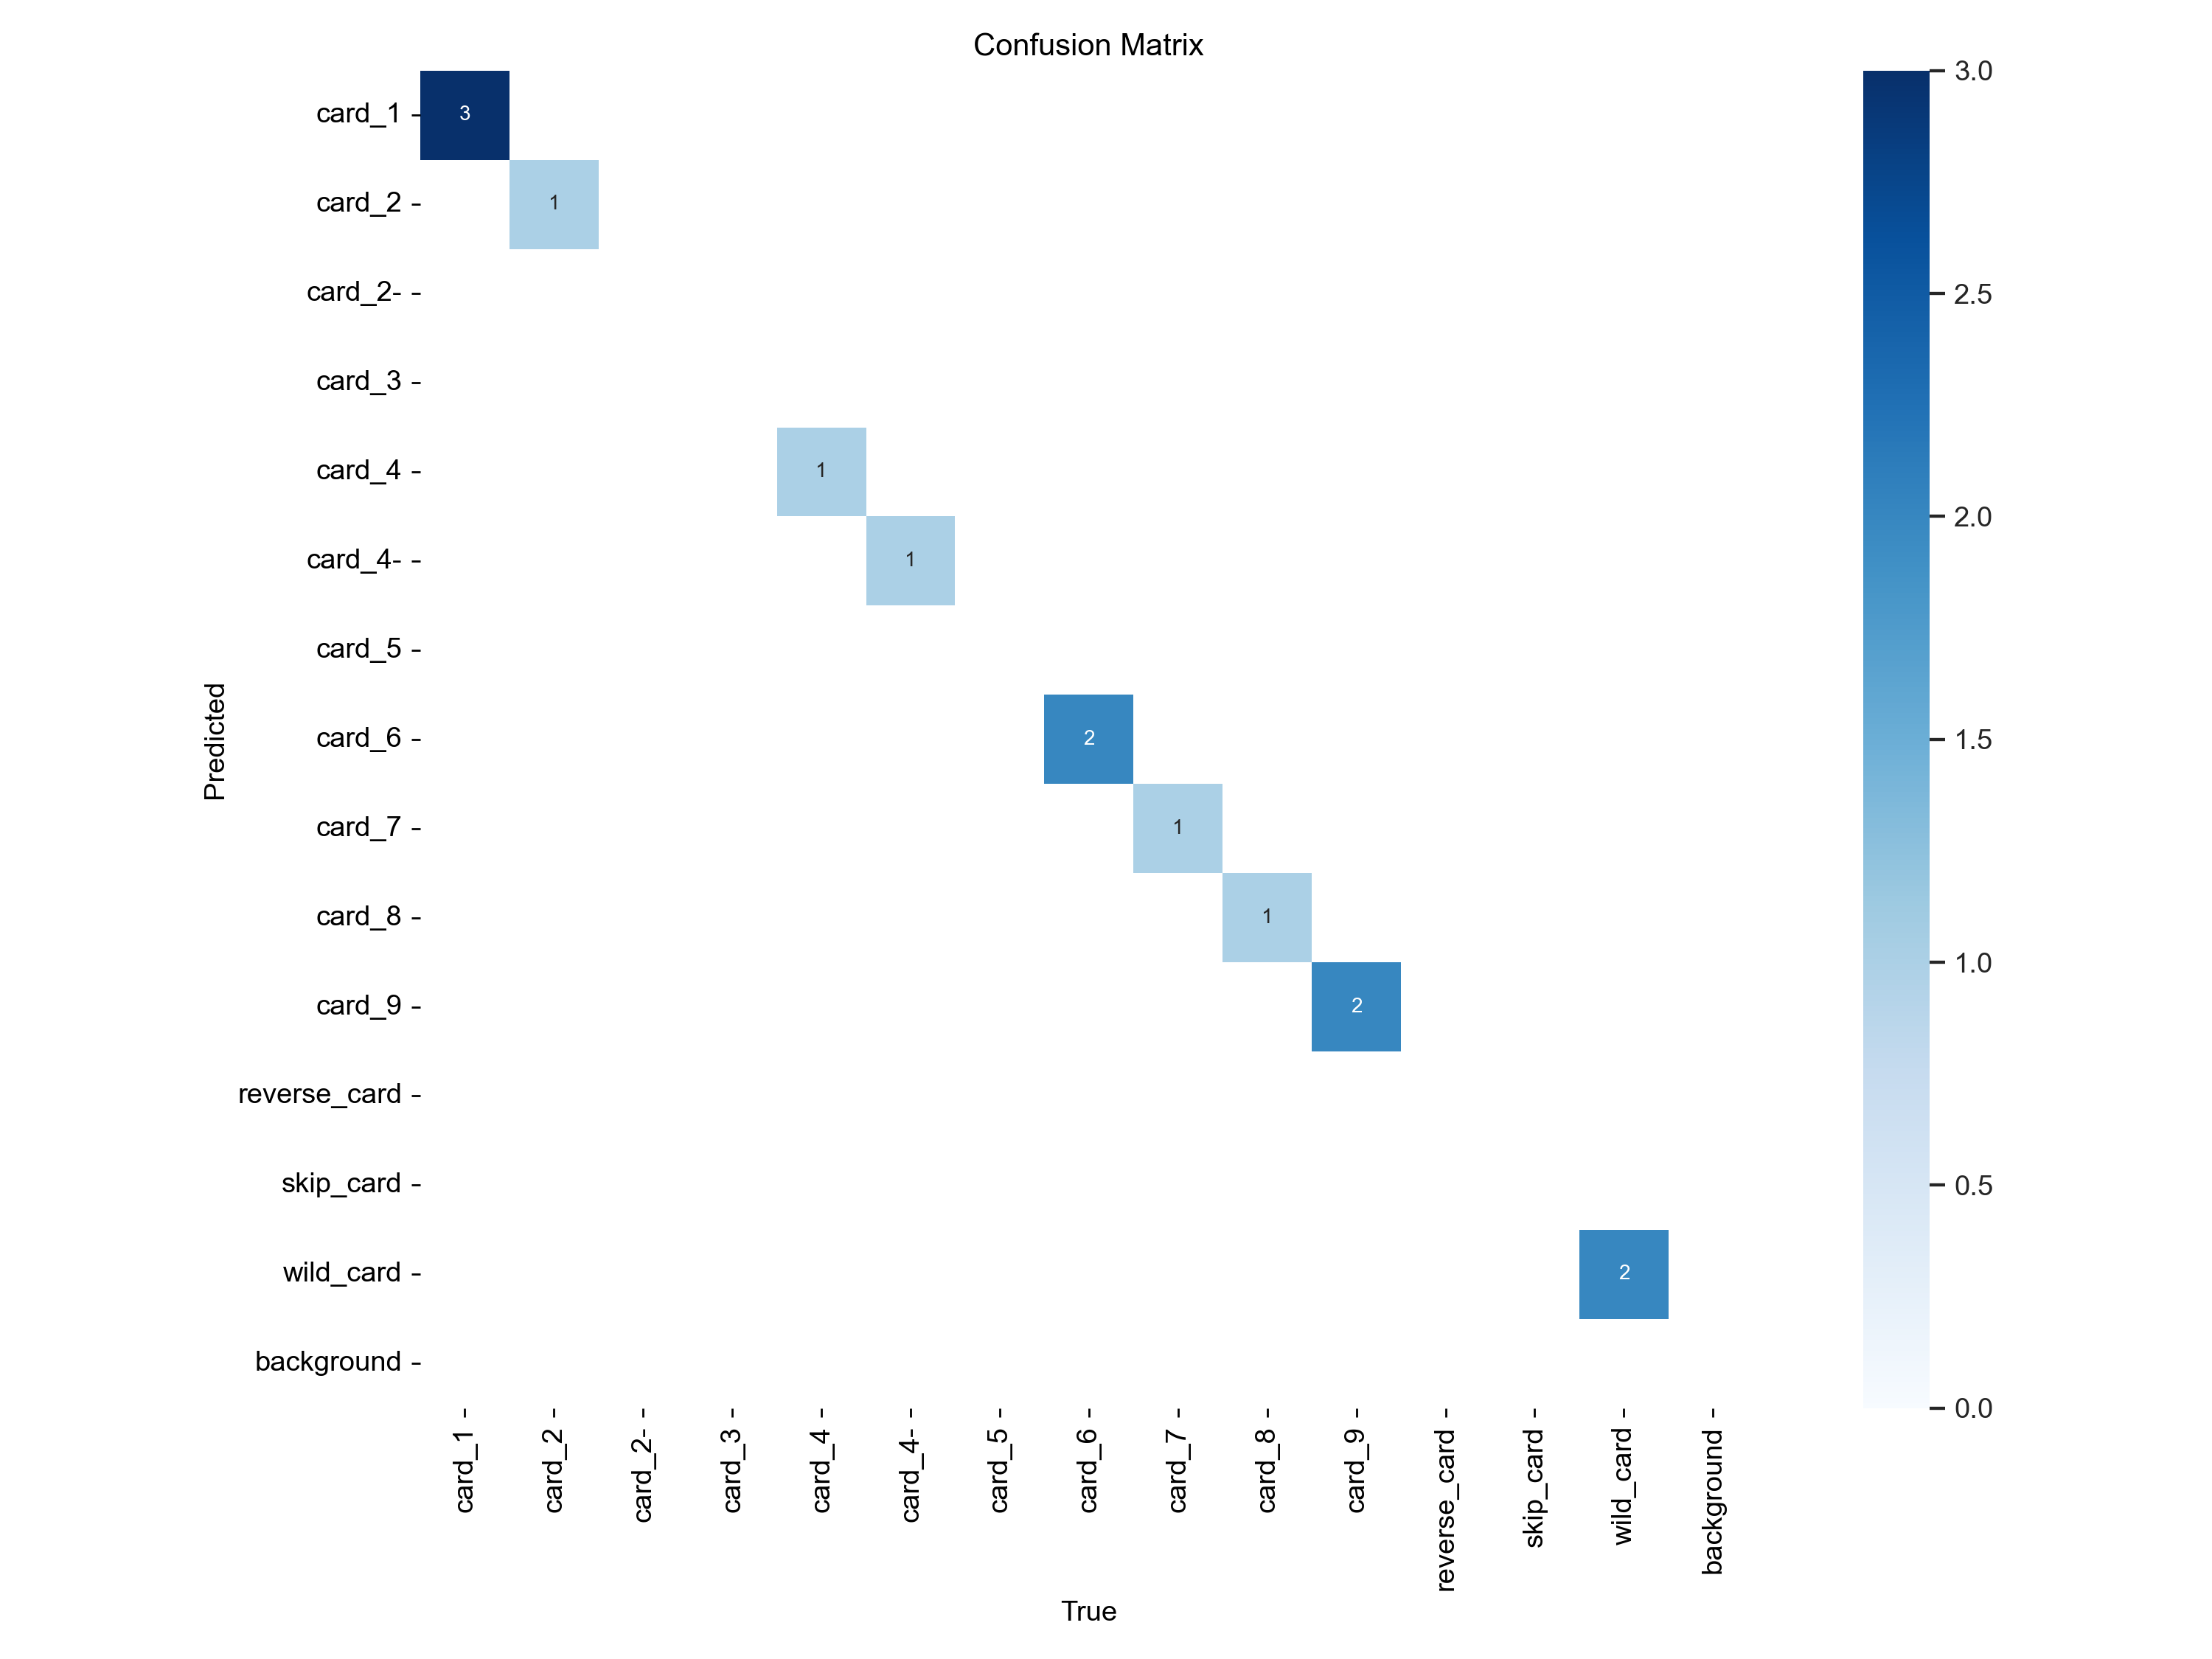 Confusion Matrix
card_1
card_2
card_2-
card_3
card_4
card_4-
card_5
card_6
card_7
card_8
card_9
reverse_card
skip_card
wild_card
background
Predicted
3
1
1
1
2
1
1
2
2
card_1
card_2
card_2-
card_3
card_4
card_4-
card_5
card_6
card_7
card_8
card_9
reverse_card
skip_card
wild_card
background
True
3.0
2.5
2.0
1.5
1.0
0.5
0.0